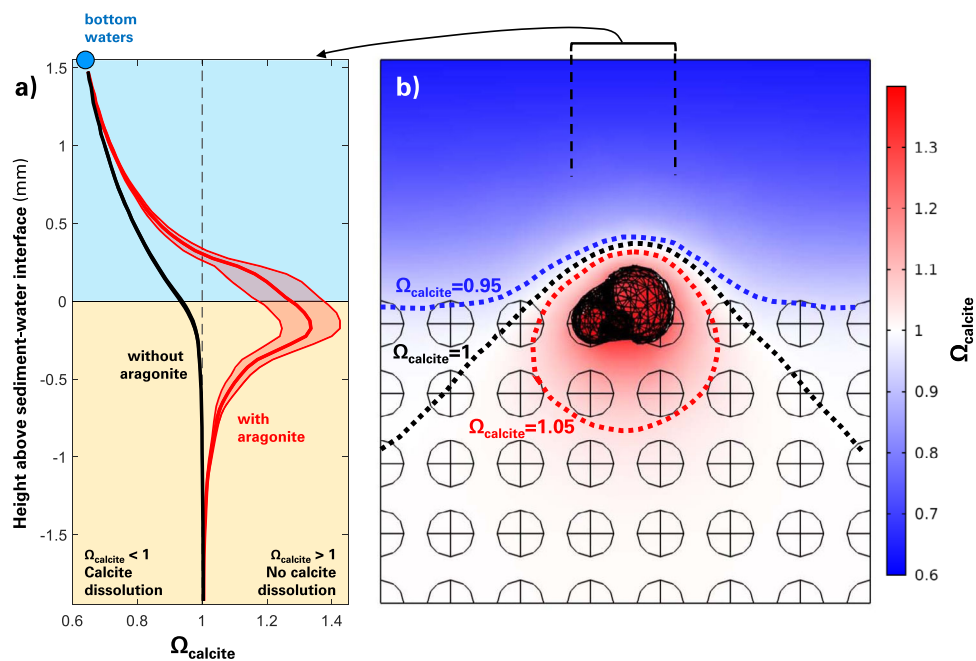 bottom
waters
a)
1.5
1
0.5
0
-0.5
-1
-1.5
Height above sediment-water interface (mm)
without
aragonite
with
aragonite
Ωcalcite < 1
Calcite
dissolution
Ωcalcite > 1
No calcite
dissolution
0.6
0.8
1
1.2
1.4
Ωcalcite
b)
Ωcalcite=0.95
Ωcalcite=1
Ωcalcite=1.05
1.3
1.2
1.1
1
0.9
0.8
0.7
0.6
Ωcalcite